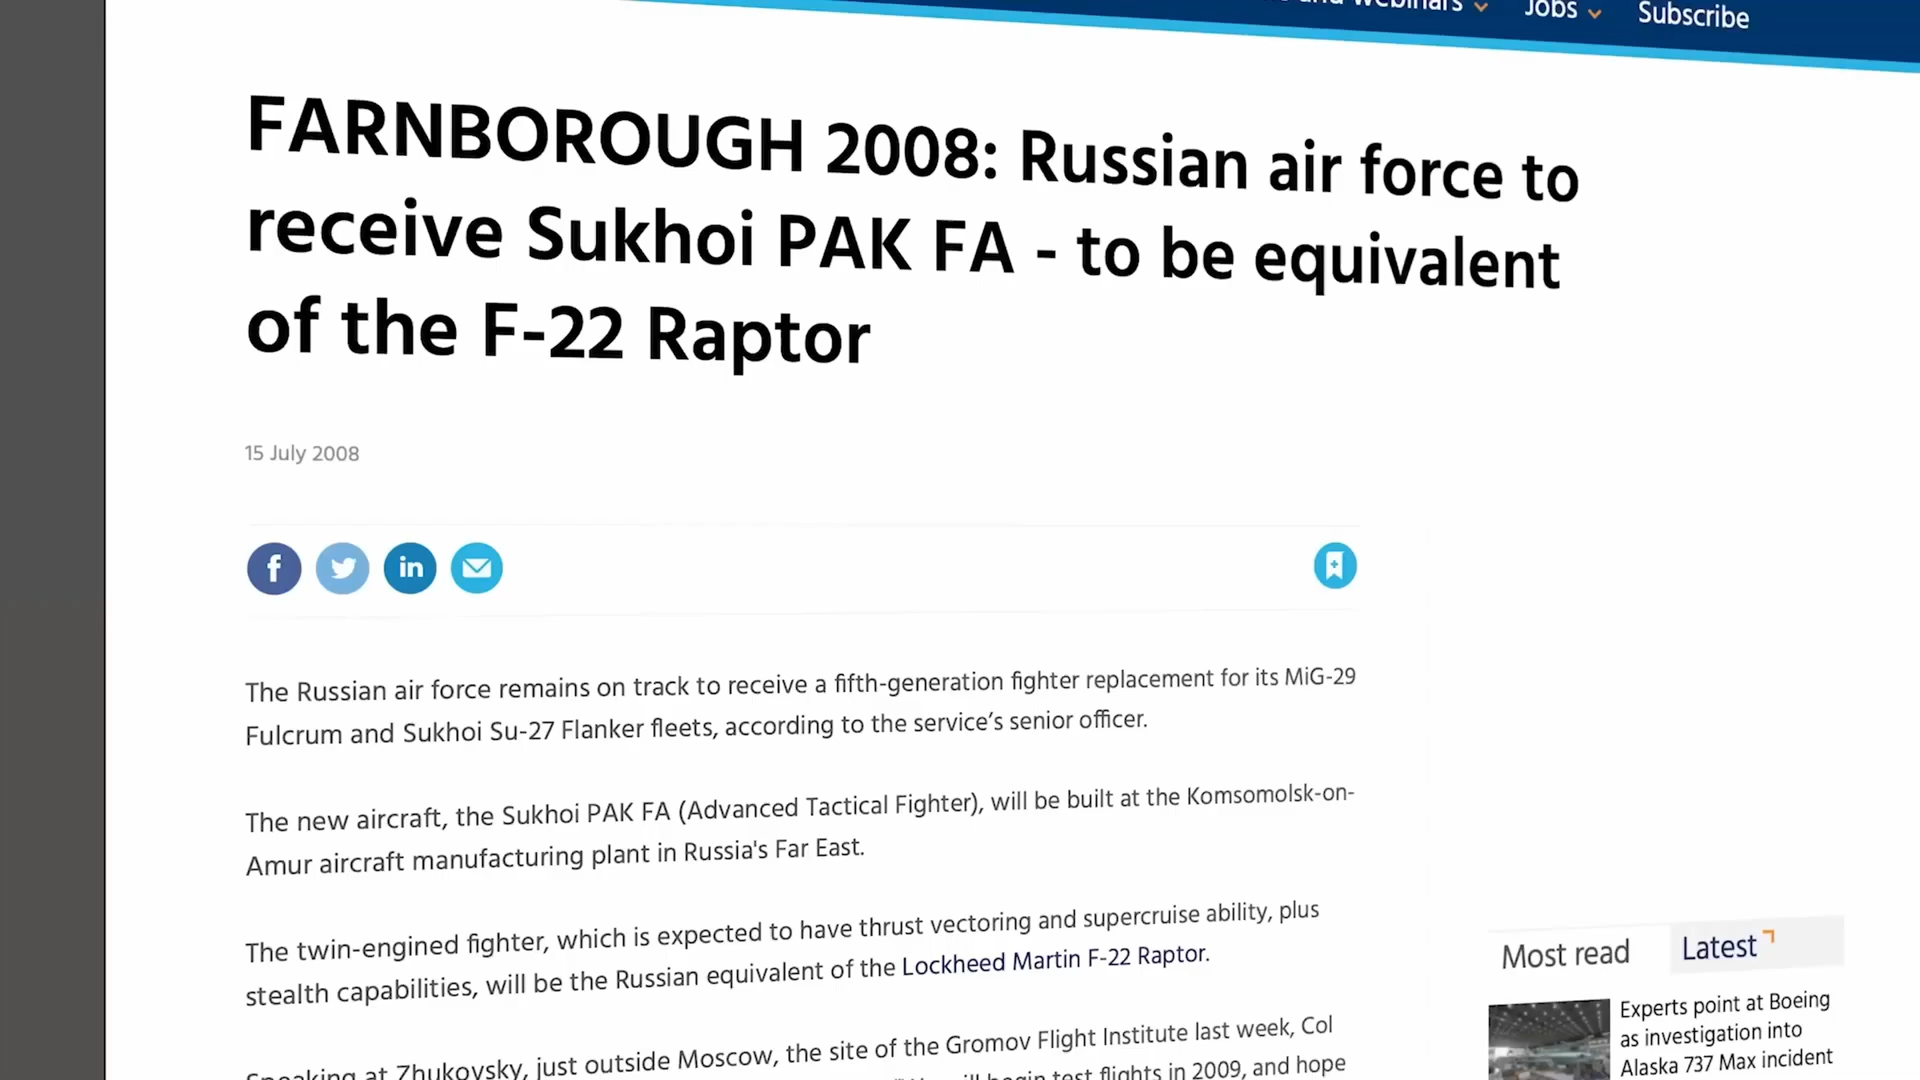 and Webinars
Jobs
Subscribe
FARNBOROUGH 2008: Russian air force to
receive Sukhoi PAK FA - to be equivalent
of the F-22 Raptor
15 July 2008
f
in
The Russian air force remains on track to receive a fifth-generation fighter replacement for its MiG-29
Fulcrum and Sukhoi Su-27 Flanker fleets, according to the service’s senior officer.
The new aircraft, the Sukhoi PAK FA (Advanced Tactical Fighter), will be built at the Komsomolsk-on-
Amur aircraft manufacturing plant in Russia's Far East.
The twin-engined fighter, which is expected to have thrust vectoring and supercruise ability, plus
stealth capabilities, will be the Russian equivalent of the Lockheed Martin F-22 Raptor.
Speaking at Zhukovsky, just outside Moscow, the site of the Gromov Flight Institute last week, Col
will begin test flights in 2009, and hope
Most read
Latest
Experts point at Boeing
as investigation into
Alaska 737 Max incident